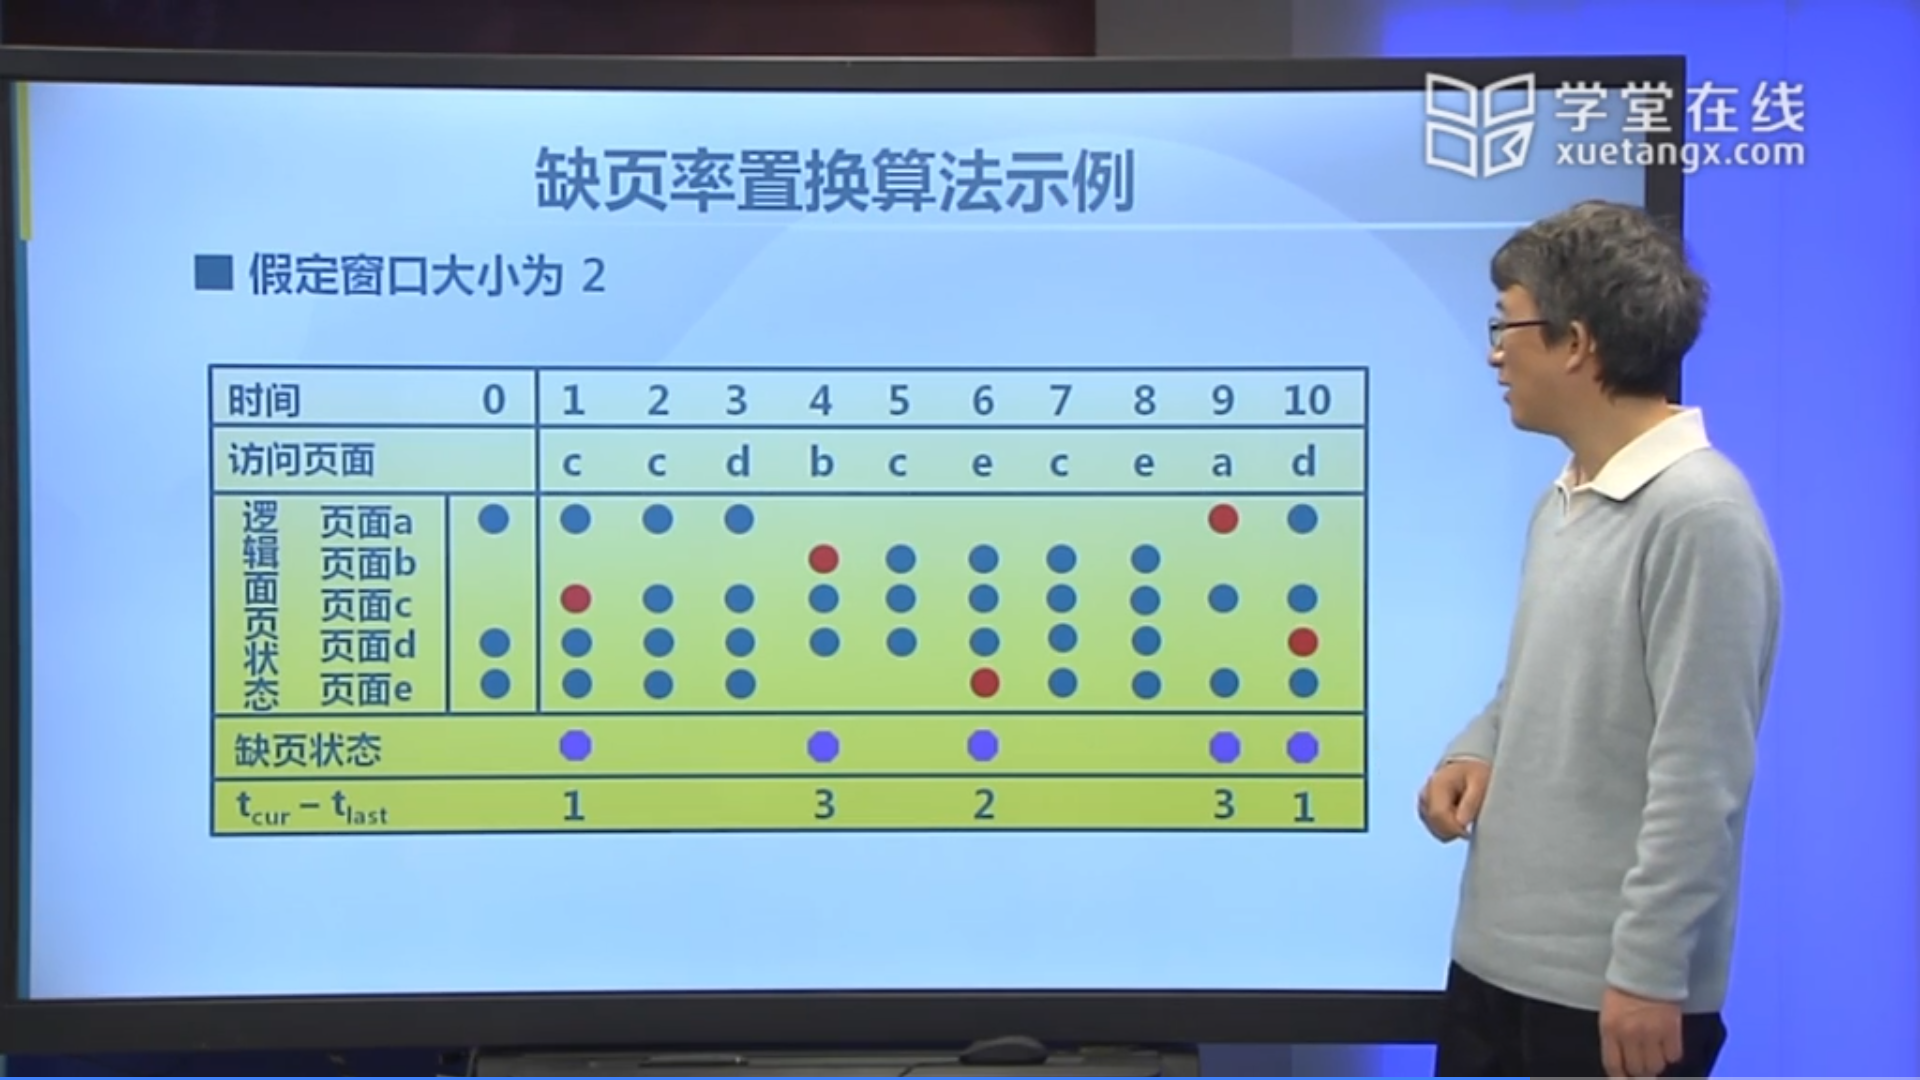 学堂在线
xuetangx.com
缺页率置换算法示例
假定窗口大小为 2
时间 0 1 2 3 4 5 6 7 8 9 10
访问页面 c c d b c e c e a d
逻辑页面状态
页面a
页面b
页面c
页面d
页面e
缺页状态
tcur – tlast 1 3 2 3 1